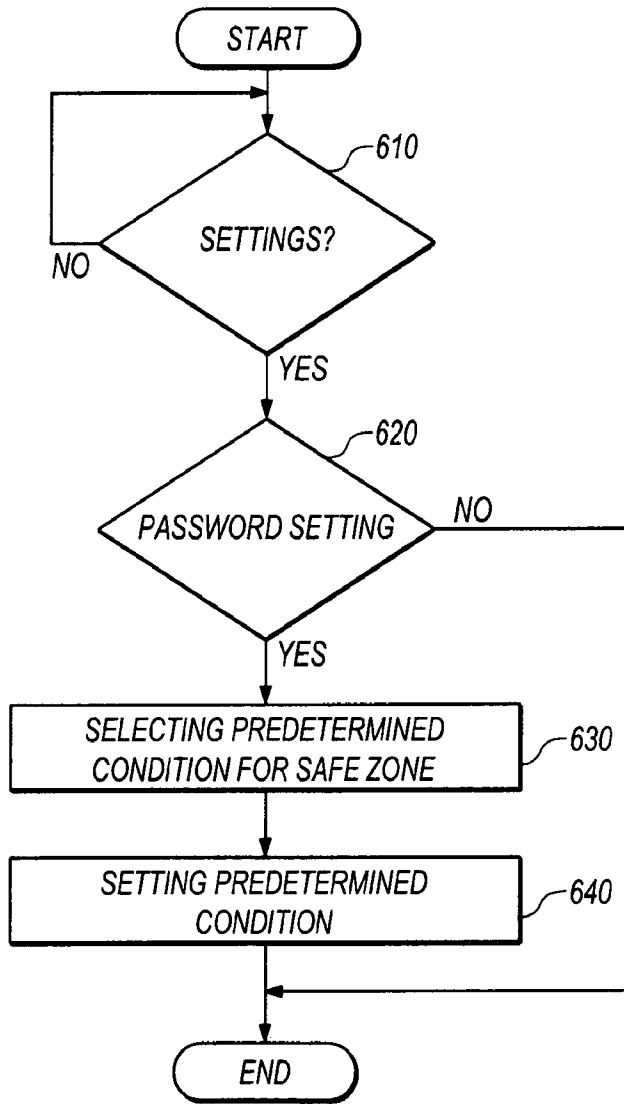 START
610
SETTINGS?
NO
YES
620
PASSWORD SETTING
NO
YES
SELECTING PREDETERMINED
CONDITION FOR SAFE ZONE
630
SETTING PREDETERMINED
CONDITION
640
END